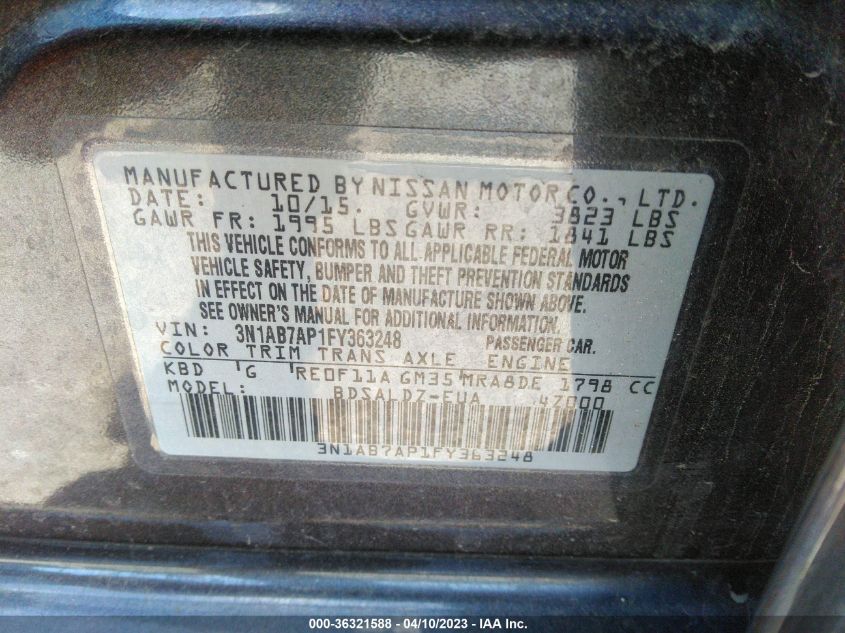 MANUFACTURED BY NISSAN MOTOR CO., LTD.
DATE: 10/15. GVWR: 3823 LBS
GAWR FR: 1995 LBS GAWR RR: 1841 LBS
THIS VEHICLE CONFORMS TO ALL APPLICABLE FEDERAL MOTOR
VEHICLE SAFETY, BUMPER AND THEFT PREVENTION STANDARDS
IN EFFECT ON THE DATE OF MANUFACTURE SHOWN ABOVE.
SEE OWNER'S MANUAL FOR ADDITIONAL INFORMATION.
VIN: 3N1AB7AP1FY363248 PASSENGER CAR.
COLOR TRIM TRANS AXLE ENGINE
KBD G RE0F11A GM35 MRA8DE 1798 CC
MODEL: BDSALDZ-EUA 47000
3N1AB7AP1FY363248
000-36321588 - 04/10/2023 - IAA Inc.